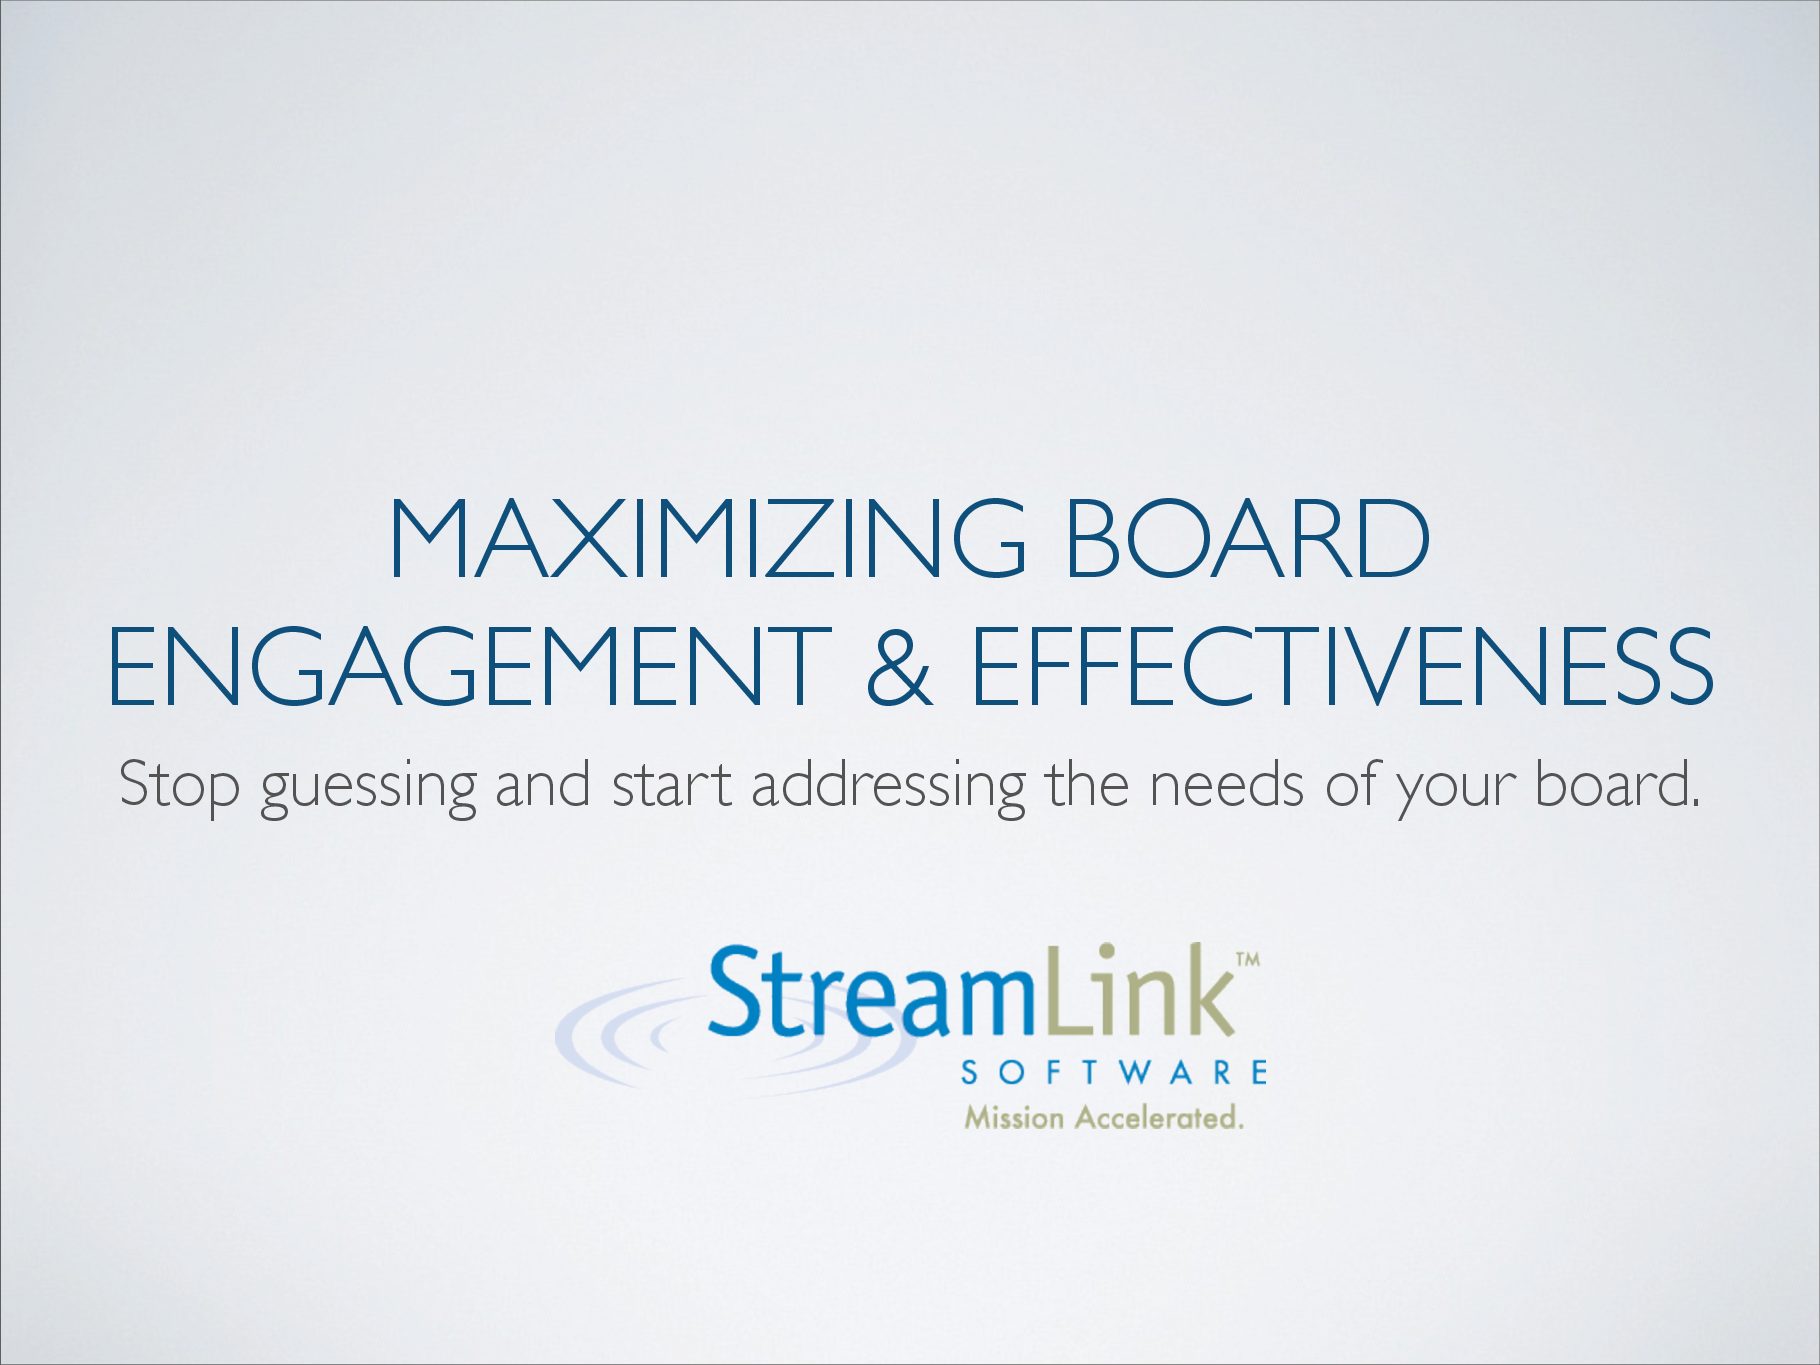 MAXIMIZING BOARD
ENGAGEMENT & EFFECTIVENESS
Stop guessing and start addressing the needs of your board.
StreamLink™
SOFTWARE
Mission Accelerated.